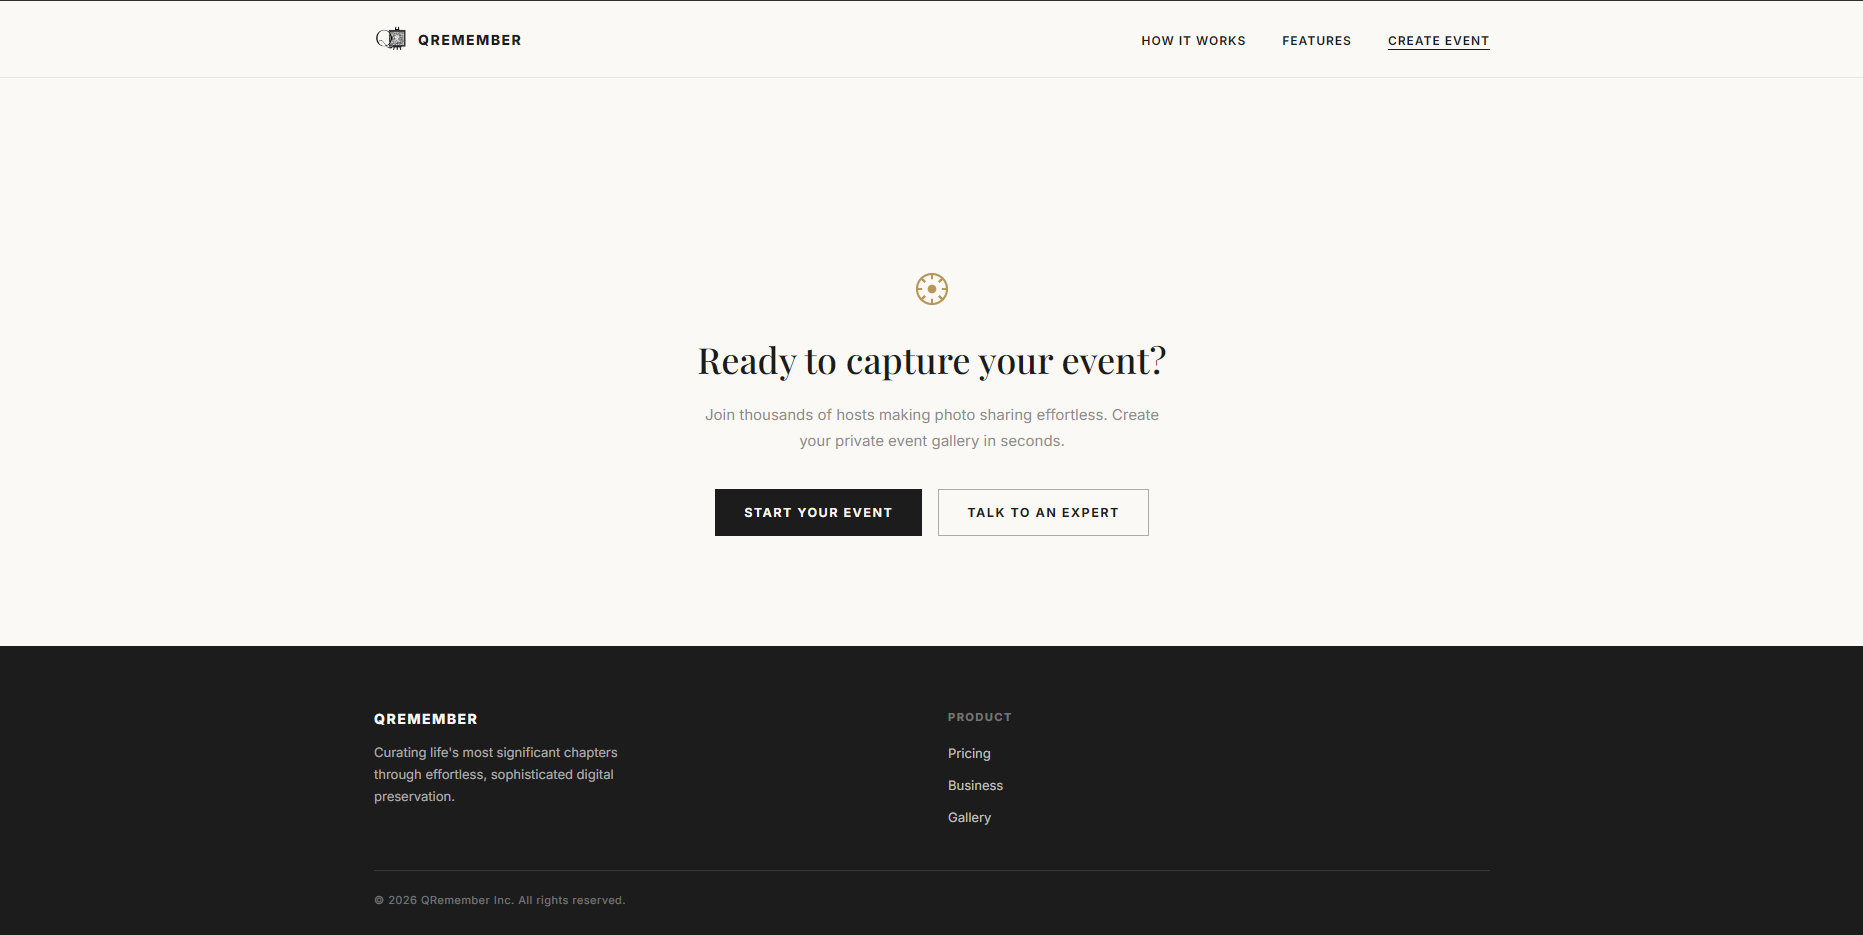 QREMEMBER
HOW IT WORKS
FEATURES
CREATE EVENT
Ready to capture your event?
Join thousands of hosts making photo sharing effortless. Create
your private event gallery in seconds.
START YOUR EVENT
TALK TO AN EXPERT
QREMEMBER
Curating life's most significant chapters
through effortless, sophisticated digital
preservation.
PRODUCT
Pricing
Business
Gallery
© 2026 QRemember Inc. All rights reserved.